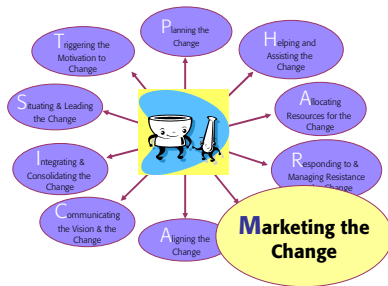 Planning the
Change
Helping and
Assisting the
Change
Allocating
Resources for the
Change
Responding to &
Managing Resistance
Change
Marketing the
Change
Aligning the
Change
Communicating
the Vision & the
Change
Integrating &
Consolidating the
Change
Situating & Leading
the Change
Triggering the
Motivation to
Change